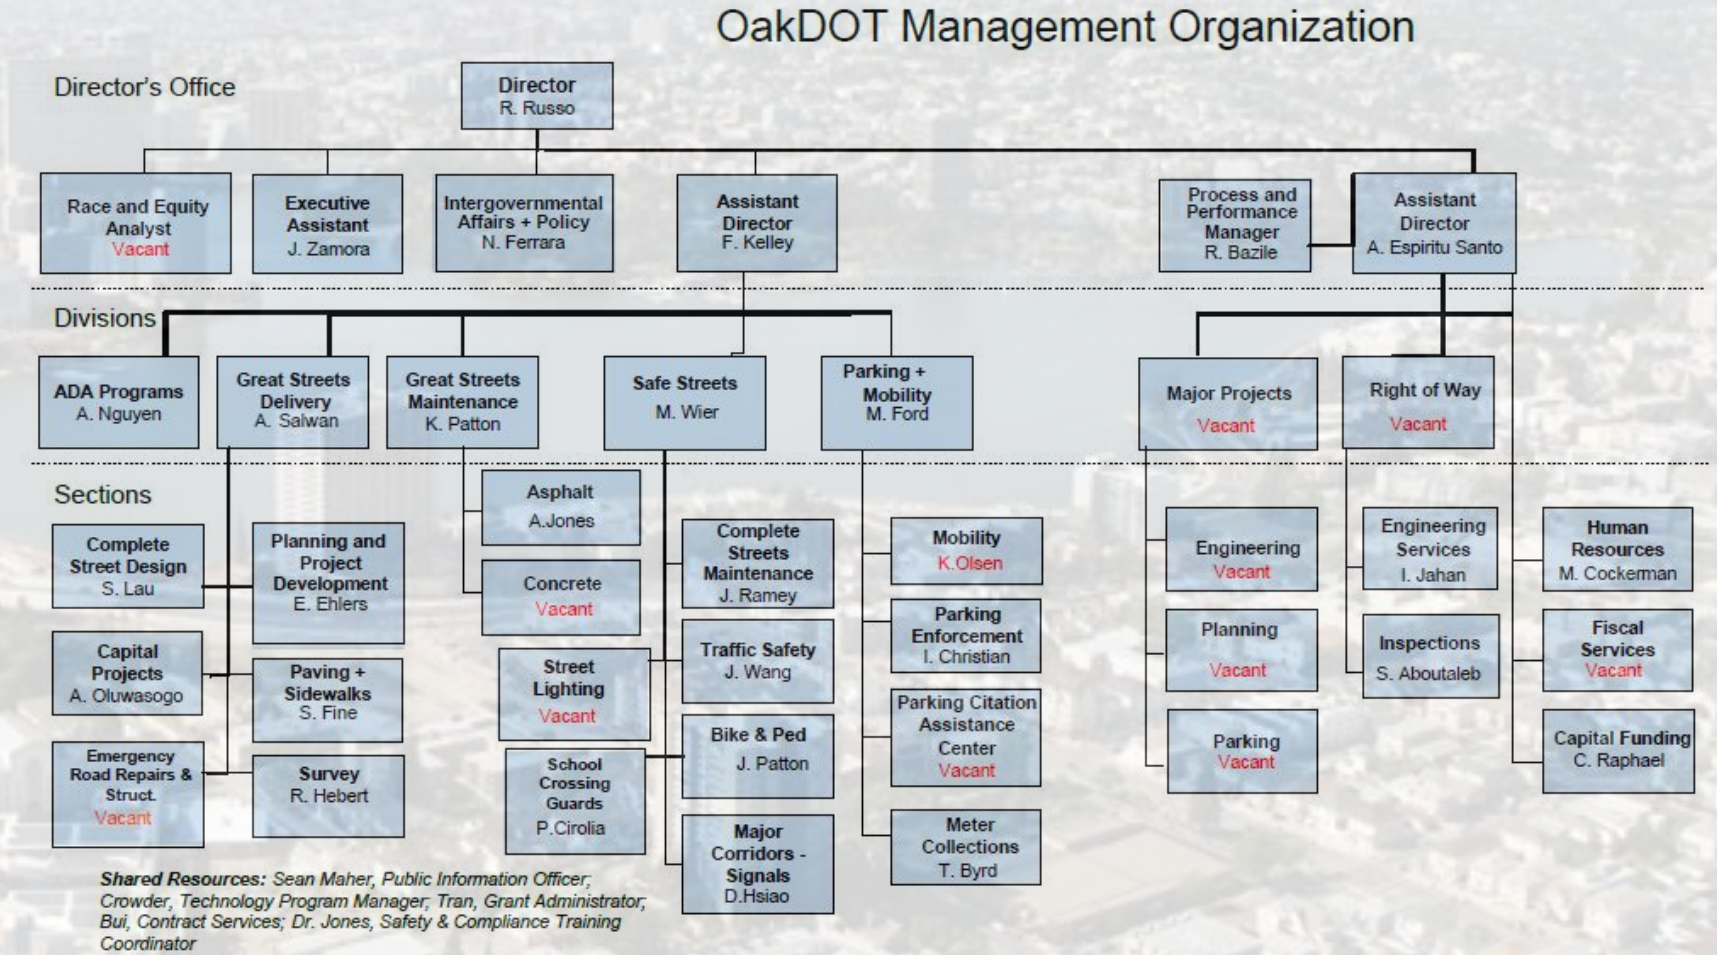 OakDOT Management Organization
Director's Office
Director
R. Russo
Race and Equity
Analyst
Vacant
Executive
Assistant
J. Zamora
Intergovernmental
Affairs + Policy
N. Ferrara
Assistant
Director
F. Kelley
Process and
Performance
Manager
R. Bazile
Assistant
Director
A. Espiritu Santo
Divisions
ADA Programs
A. Nguyen
Great Streets
Delivery
A. Salwan
Great Streets
Maintenance
K. Patton
Safe Streets
M. Wier
Parking +
Mobility
M. Ford
Major Projects
Vacant
Right of Way
Vacant
Sections
Complete
Street Design
S. Lau
Planning and
Project
Development
E. Ehlers
Capital
Projects
A. Oluwasogo
Paving +
Sidewalks
S. Fine
Emergency
Road Repairs &
Struct.
Vacant
Survey
R. Hebert
Asphalt
A.Jones
Concrete
Vacant
Street
Lighting
Vacant
School
Crossing
Guards
P.Cirolia
Complete
Streets
Maintenance
J. Ramey
Traffic Safety
J. Wang
Bike & Ped
J. Patton
Major
Corridors -
Signals
D.Hsiao
Mobility
K.Olsen
Parking
Enforcement
I. Christian
Parking Citation
Assistance
Center
Vacant
Meter
Collections
T. Byrd
Engineering
Vacant
Planning
Vacant
Parking
Vacant
Engineering
Services
I. Jahan
Inspections
S. Aboutaleb
Human
Resources
M. Cockerman
Fiscal
Services
Vacant
Capital Funding
C. Raphael
Shared Resources: Sean Maher, Public Information Officer;
Crowder, Technology Program Manager; Tran, Grant Administrator;
Bui, Contract Services; Dr. Jones, Safety & Compliance Training
Coordinator